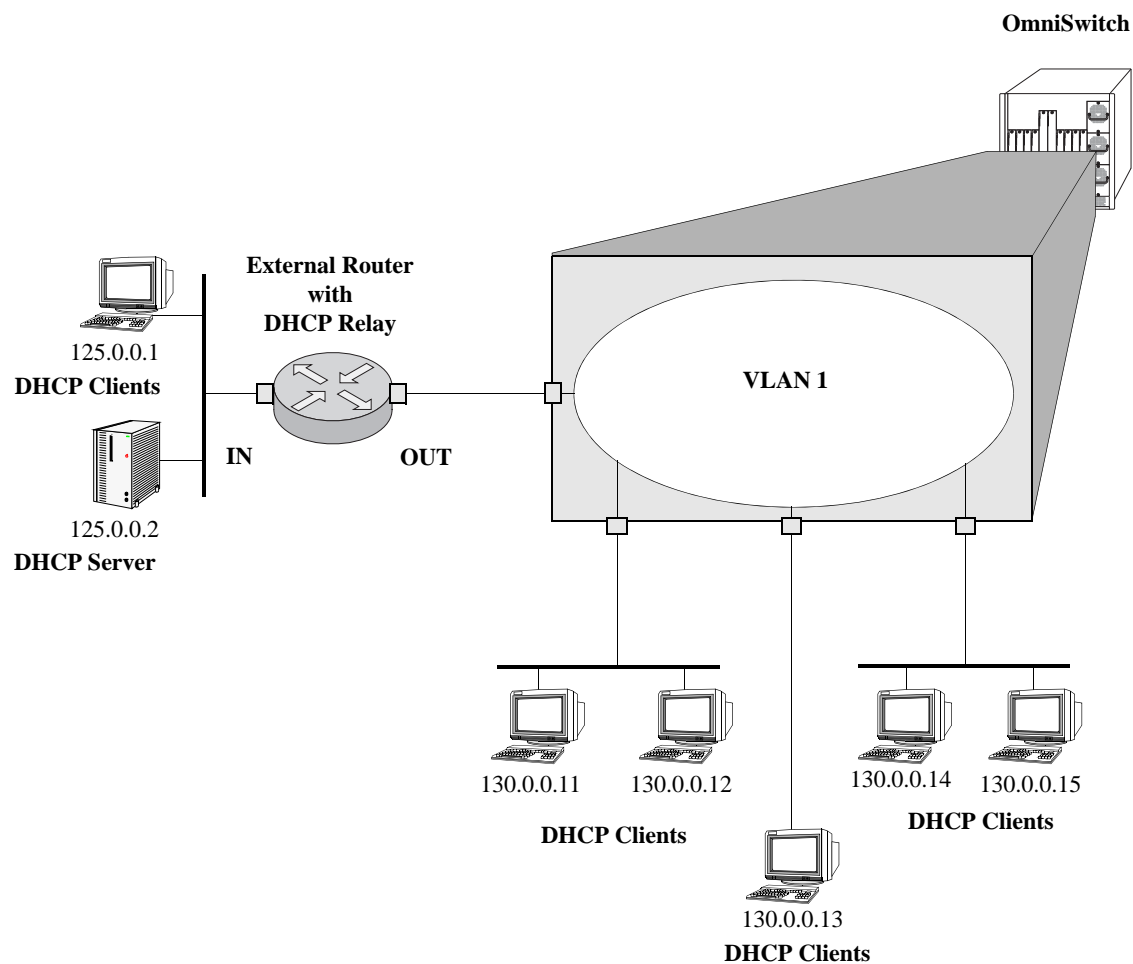 OmniSwitch
External Router
with
DHCP Relay
125.0.0.1
DHCP Clients
VLAN 1
IN
OUT
125.0.0.2
DHCP Server
130.0.0.11
130.0.0.12
130.0.0.14
130.0.0.15
DHCP Clients
DHCP Clients
130.0.0.13
DHCP Clients